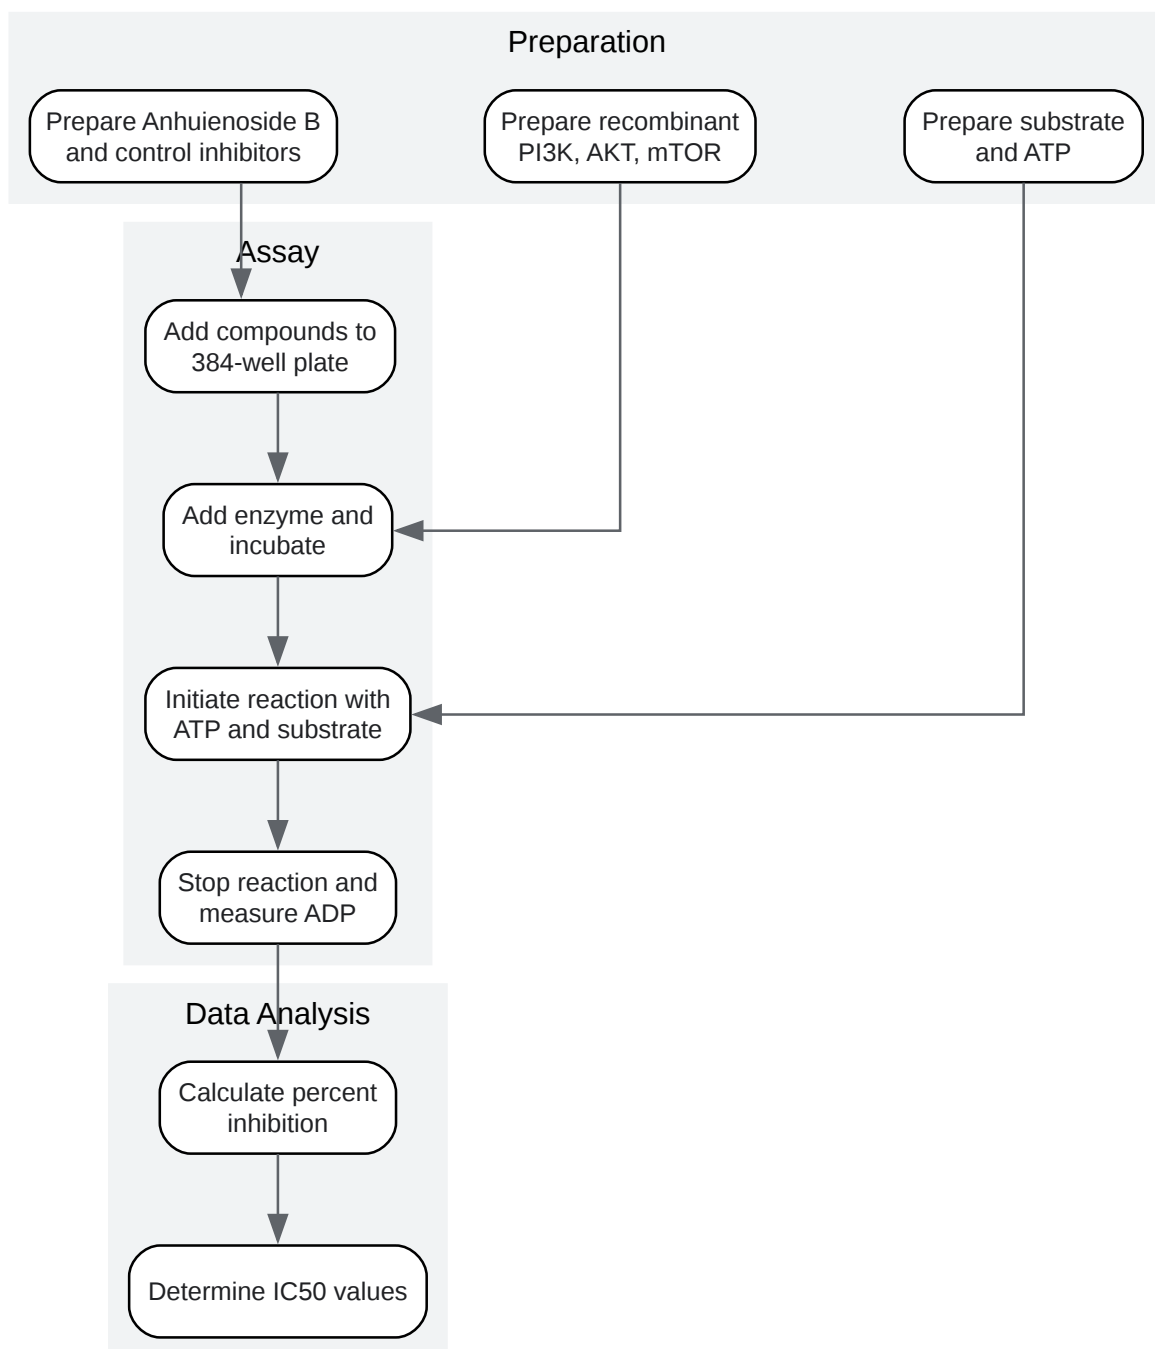 Preparation
Prepare Anhuienoside B
and control inhibitors
Prepare recombinant
PI3K, AKT, mTOR
Prepare substrate
and ATP
Assay
Add compounds to
384-well plate
Add enzyme and
incubate
Initiate reaction with
ATP and substrate
Stop reaction and
measure ADP
Data Analysis
Calculate percent
inhibition
Determine IC50 values